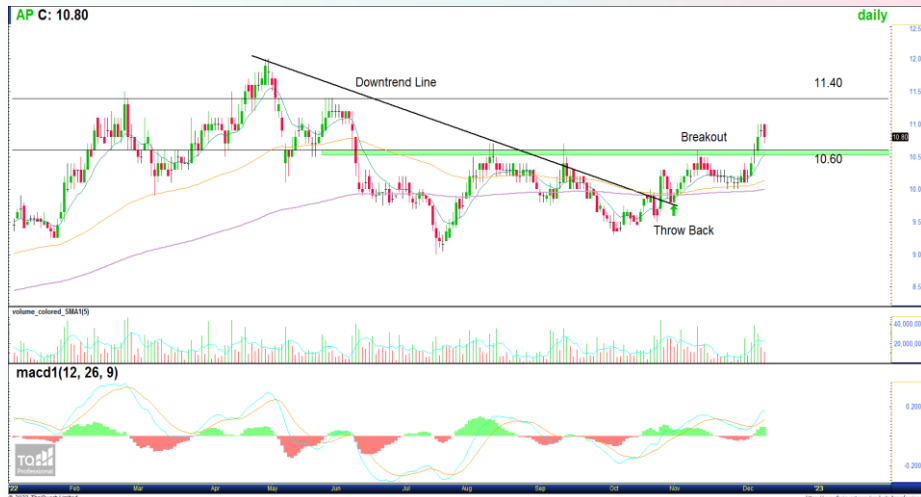 AP C: 10.80
daily
12.5
12.0
Downtrend Line
11.40
11.5
11.0
Breakout
10.80
10.60
10.5
10.0
Throw Back
9.5
9.0
8.5
volume_colored_SMA1(5)
40,000,00
20,000,00
macd1(12, 26, 9)
0.200
-0.200
TQ
Professional
'22 Feb Mar Apr May Jun Jul Aug Sep Oct Nov Dec '23